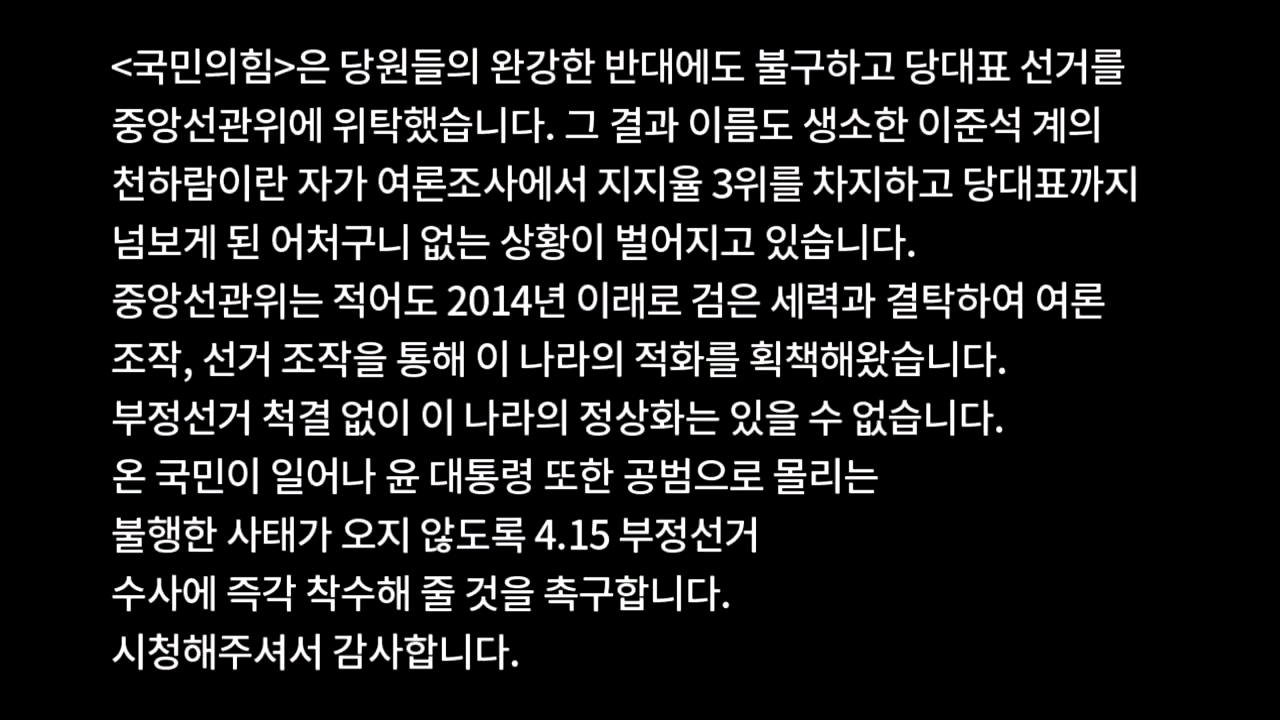 <국민의힘>은 당원들의 완강한 반대에도 불구하고 당대표 선거를
중앙선관위에 위탁했습니다. 그 결과 이름도 생소한 이준석 계의
천하람이란 자가 여론조사에서 지지율 3위를 차지하고 당대표까지
넘보게 된 어처구니 없는 상황이 벌어지고 있습니다.
중앙선관위는 적어도 2014년 이래로 검은 세력과 결탁하여 여론
조작, 선거 조작을 통해 이 나라의 적화를 획책해왔습니다.
부정선거 척결 없이 이 나라의 정상화는 있을 수 없습니다.
온 국민이 일어나 윤 대통령 또한 공범으로 몰리는
불행한 사태가 오지 않도록 4.15 부정선거
수사에 즉각 착수해 줄 것을 촉구합니다.
시청해주셔서 감사합니다.